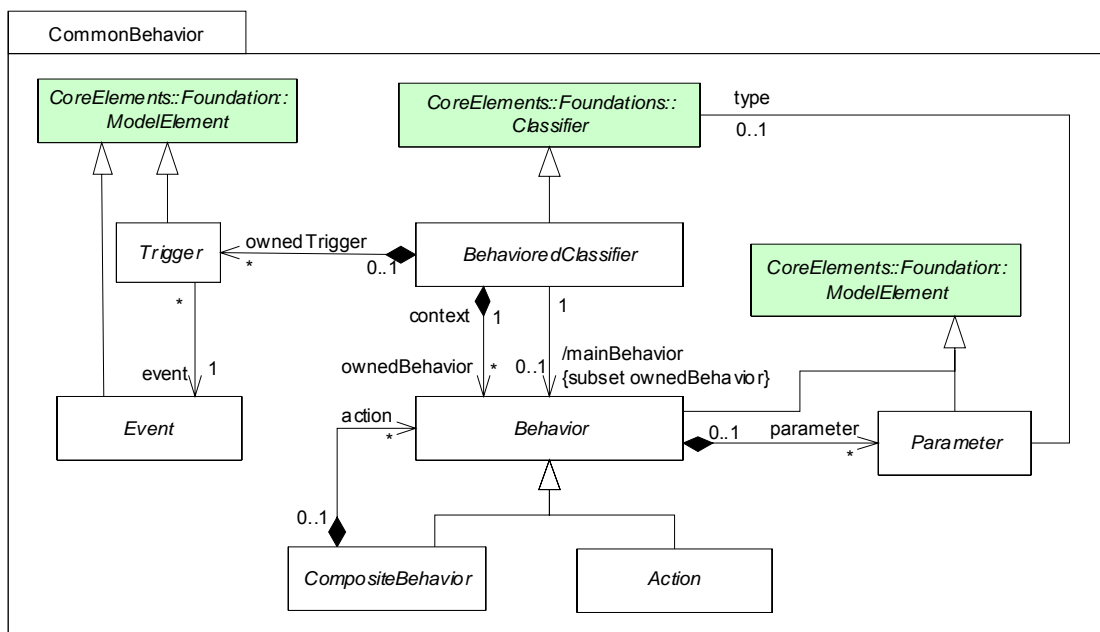 CommonBehavior
CoreElements::Foundation::
ModelElement
CoreElements::Foundations::
Classifier
type
0..1
Trigger
ownedTrigger
*
0..1
BehavioredClassifier
CoreElements::Foundation::
ModelElement
*
event
1
context
1
ownedBehavior
*
1
0..1
/mainBehavior
{subset ownedBehavior}
Event
action
*
Behavior
0..1
parameter
*
Parameter
0..1
CompositeBehavior
Action